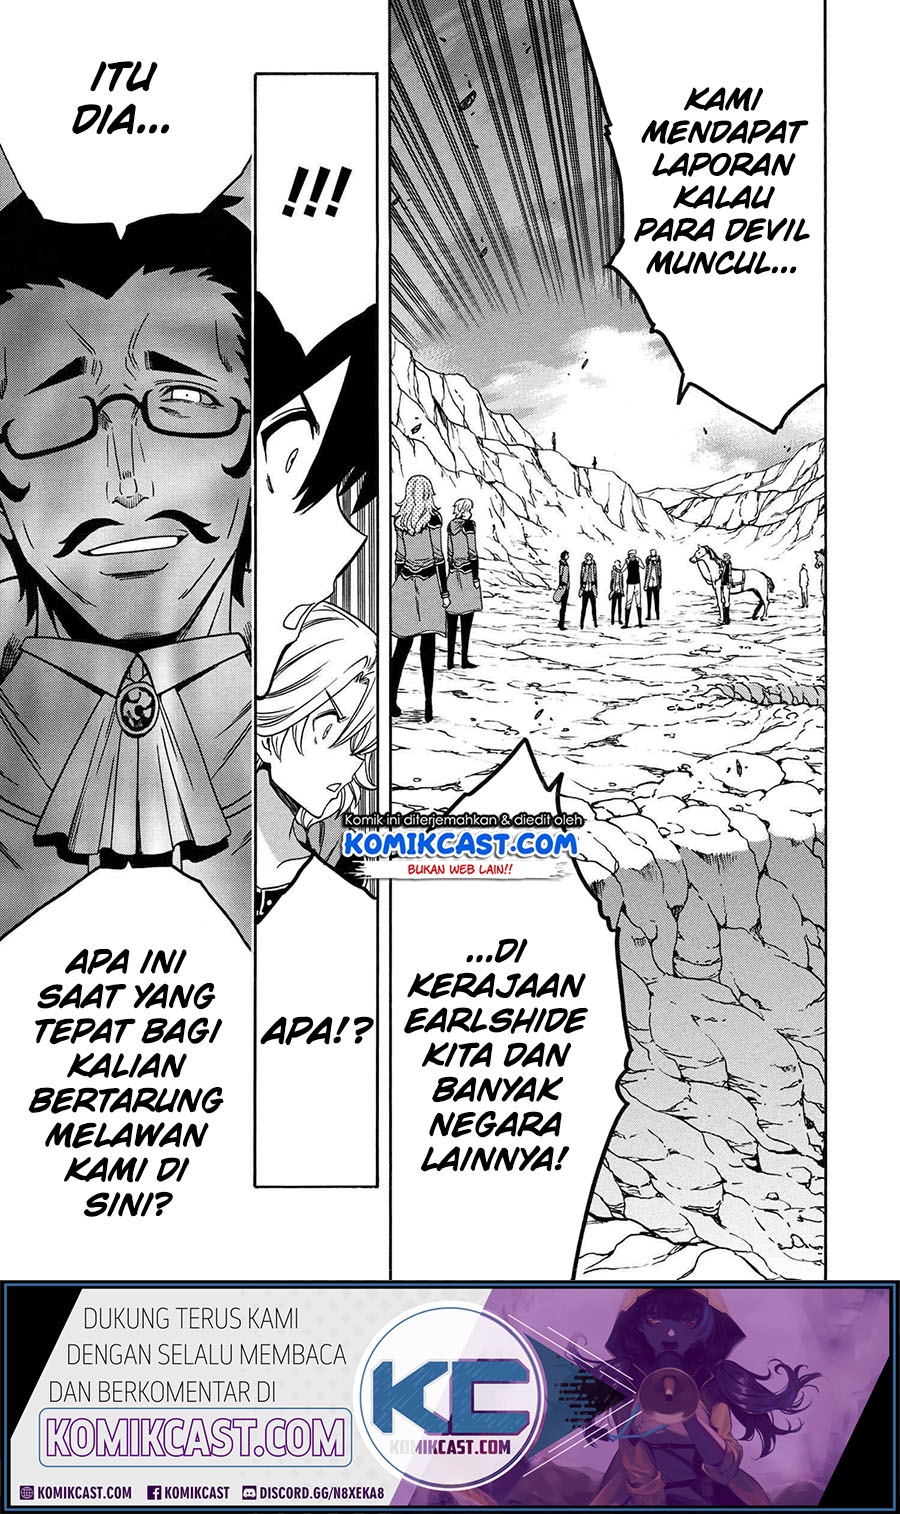 KAMI
MENDAPAT
LAPORAN
KALAU
PARA DEVIL
MUNCUL...
...DI
KERAJAAN
EARLSHIDE
KITA DAN
BANYAK
NEGARA
LAINNYA!
!!!
APA!?
ITU
DIA...
APA INI
SAAT YANG
TEPAT BAGI
KALIAN
BERTARUNG
MELAWAN
KAMI DI
SINI?
Komik ini diterjemahkan & diedit oleh
KOMIKCAST.COM
BUKAN WEB LAIN!!
DUKUNG TERUS KAMI
DENGAN SELALU MEMBACA
DAN BERKOMENTAR DI
KOMIKCAST.COM
KOMIKCAST.COM KOMIKCAST DISCORD.GG/N8XEKA8
KC
KOMIKCAST.COM